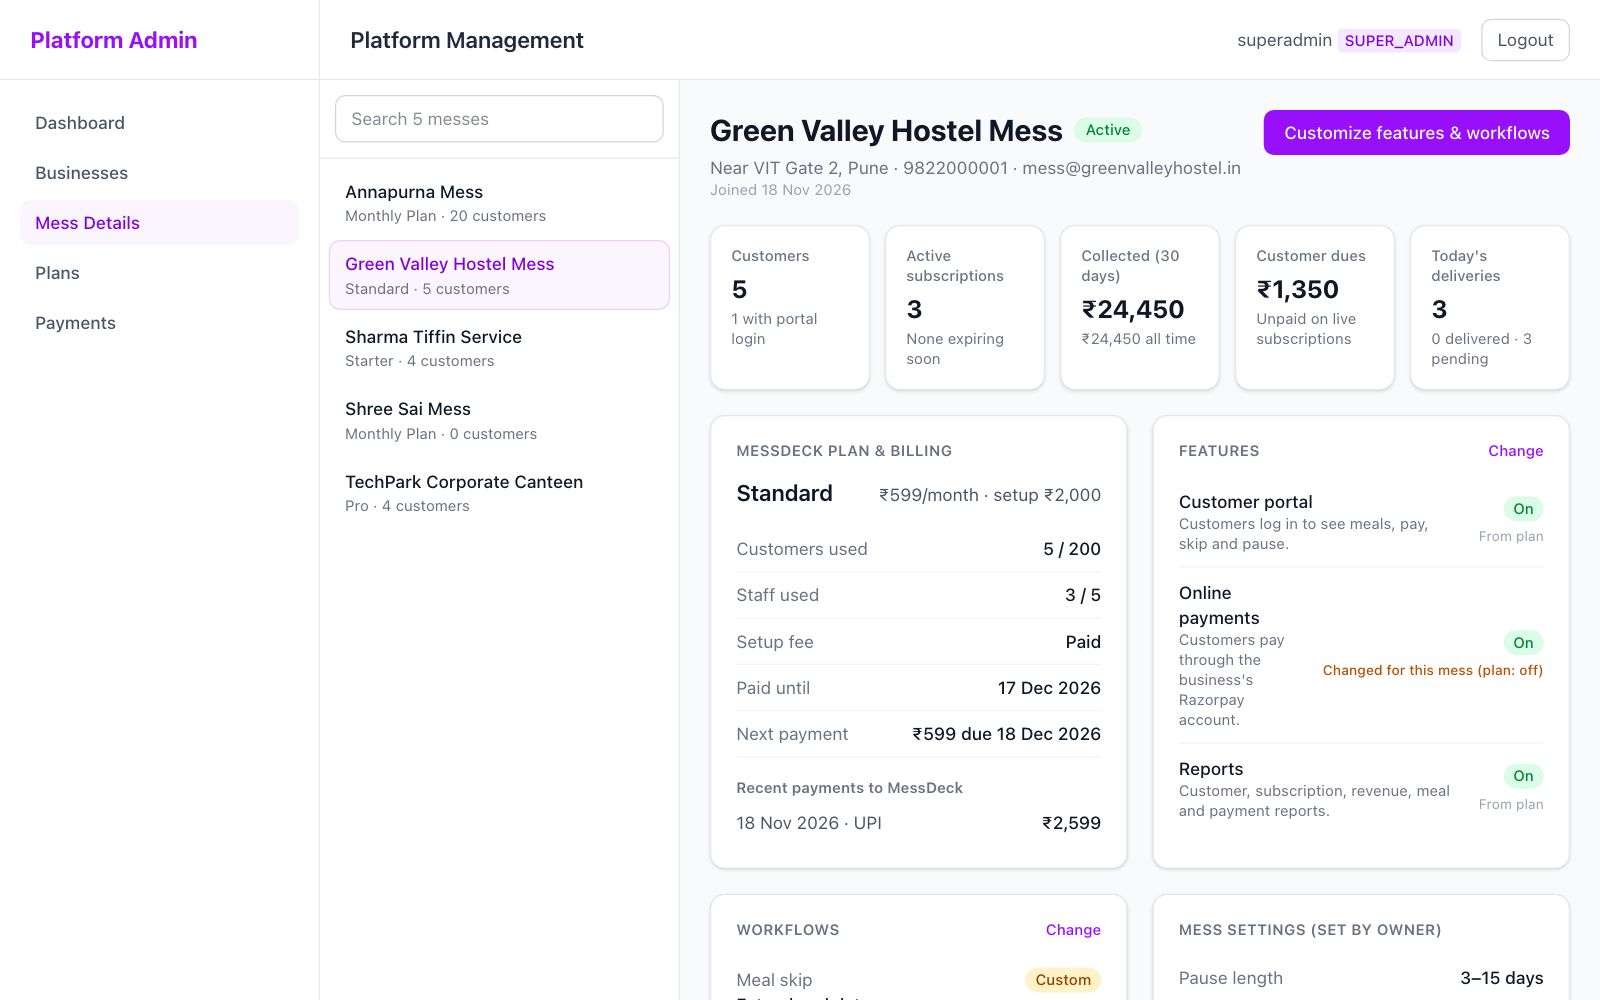 Platform Admin
Platform Management
superadmin SUPER_ADMIN
Logout
Dashboard
Businesses
Mess Details
Plans
Payments
Search 5 messes
Annapurna Mess
Monthly Plan · 20 customers
Green Valley Hostel Mess
Standard · 5 customers
Sharma Tiffin Service
Starter · 4 customers
Shree Sai Mess
Monthly Plan · 0 customers
TechPark Corporate Canteen
Pro · 4 customers
Green Valley Hostel Mess Active
Customize features & workflows
Near VIT Gate 2, Pune · 9822000001 · mess@greenvalleyhostel.in
Joined 18 Nov 2026
Customers
5
1 with portal
login
Active
subscriptions
3
None expiring
soon
Collected (30
days)
₹24,450
₹24,450 all time
Customer dues
₹1,350
Unpaid on live
subscriptions
Today's
deliveries
3
0 delivered · 3
pending
MESSDECK PLAN & BILLING
Standard ₹599/month · setup ₹2,000
Customers used 5 / 200
Staff used 3 / 5
Setup fee Paid
Paid until 17 Dec 2026
Next payment ₹599 due 18 Dec 2026
Recent payments to MessDeck
18 Nov 2026 · UPI ₹2,599
FEATURES Change
Customer portal
Customers log in to see meals, pay,
skip and pause.
On
From plan
Online
payments
Customers pay
through the
business's
Razorpay
account.
On
Changed for this mess (plan: off)
Reports
Customer, subscription, revenue, meal
and payment reports.
On
From plan
WORKFLOWS Change
Meal skip Custom
MESS SETTINGS (SET BY OWNER)
Pause length 3–15 days